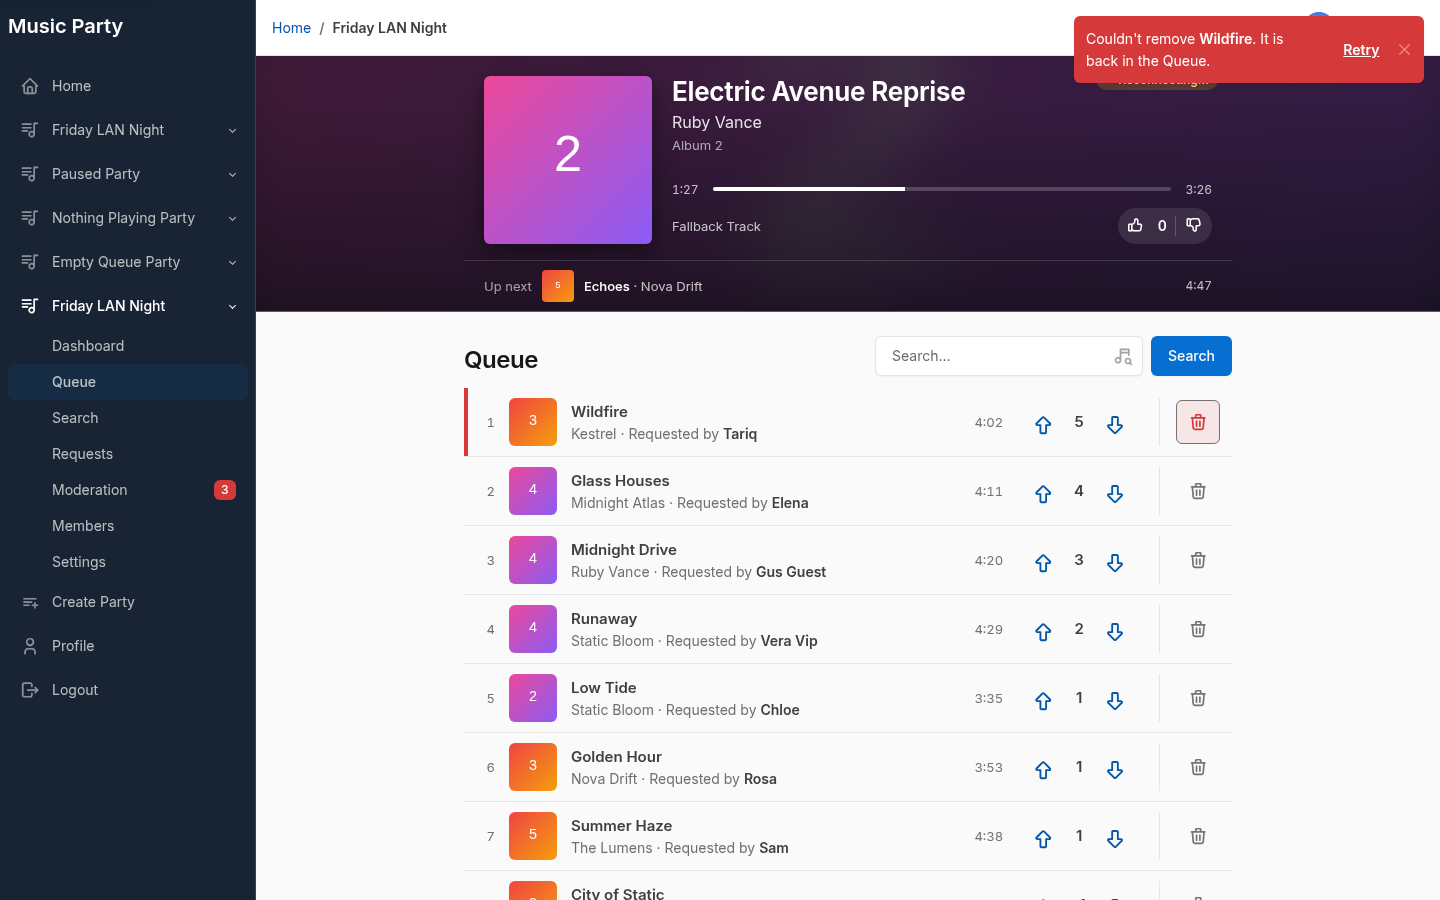 Music Party
Home
Friday LAN Night
Paused Party
Nothing Playing Party
Empty Queue Party
Friday LAN Night
Dashboard
Queue
Search
Requests
Moderation 3
Members
Settings
Create Party
Profile
Logout
Home / Friday LAN Night
Couldn't remove Wildfire. It is
back in the Queue.
Retry
2
Electric Avenue Reprise
Ruby Vance
Album 2
1:27 3:26
Fallback Track 0
Up next 5 Echoes · Nova Drift 4:47
Queue
Search... Search
1 3 Wildfire 4:02 5
Kestrel · Requested by Tariq
2 4 Glass Houses 4:11 4
Midnight Atlas · Requested by Elena
3 4 Midnight Drive 4:20 3
Ruby Vance · Requested by Gus Guest
4 4 Runaway 4:29 2
Static Bloom · Requested by Vera Vip
5 2 Low Tide 3:35 1
Static Bloom · Requested by Chloe
6 3 Golden Hour 3:53 1
Nova Drift · Requested by Rosa
7 5 Summer Haze 4:38 1
The Lumens · Requested by Sam
City of Static